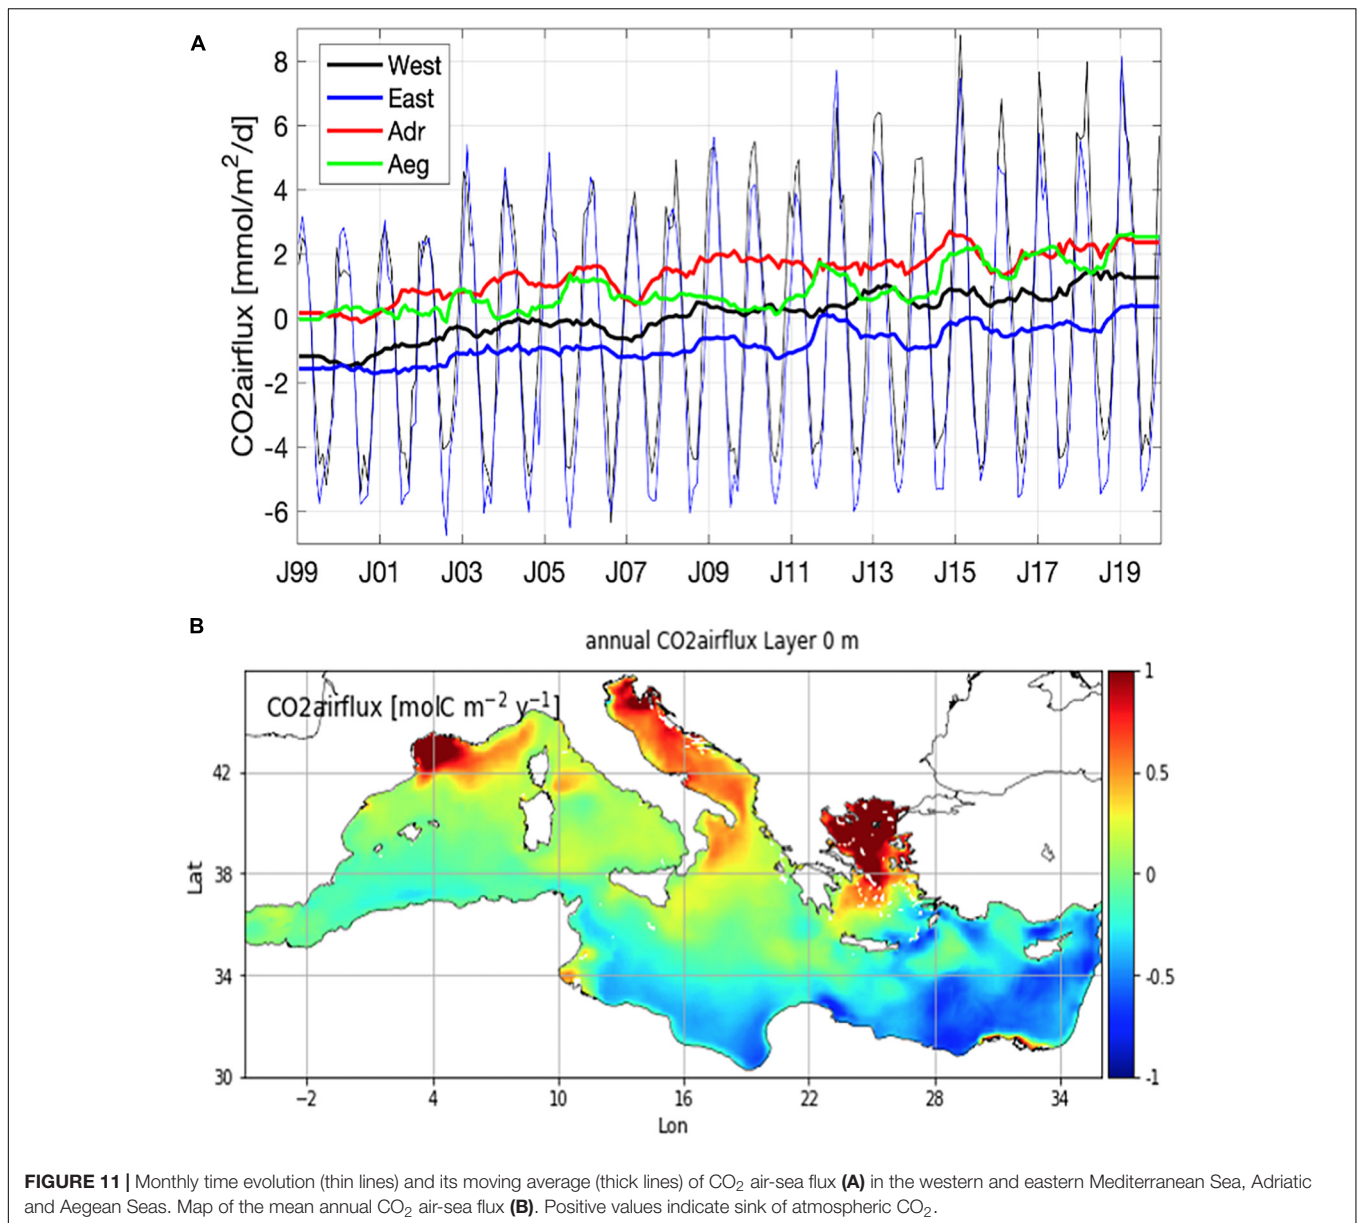 A
CO2airflux [mmol/m²/d]
8
6
4
2
0
-2
-4
-6
West
East
Adr
Aeg
J99 J01 J03 J05 J07 J09 J11 J13 J15 J17 J19
B
annual CO2airflux Layer 0 m
CO2airflux [molC m⁻² y⁻¹]
Lat
42
38
34
30
−2 4 10 16 22 28 34
Lon
1
0.5
0
-0.5
-1
FIGURE 11 | Monthly time evolution (thin lines) and its moving average (thick lines) of CO₂ air-sea flux (A) in the western and eastern Mediterranean Sea, Adriatic
and Aegean Seas. Map of the mean annual CO₂ air-sea flux (B). Positive values indicate sink of atmospheric CO₂.